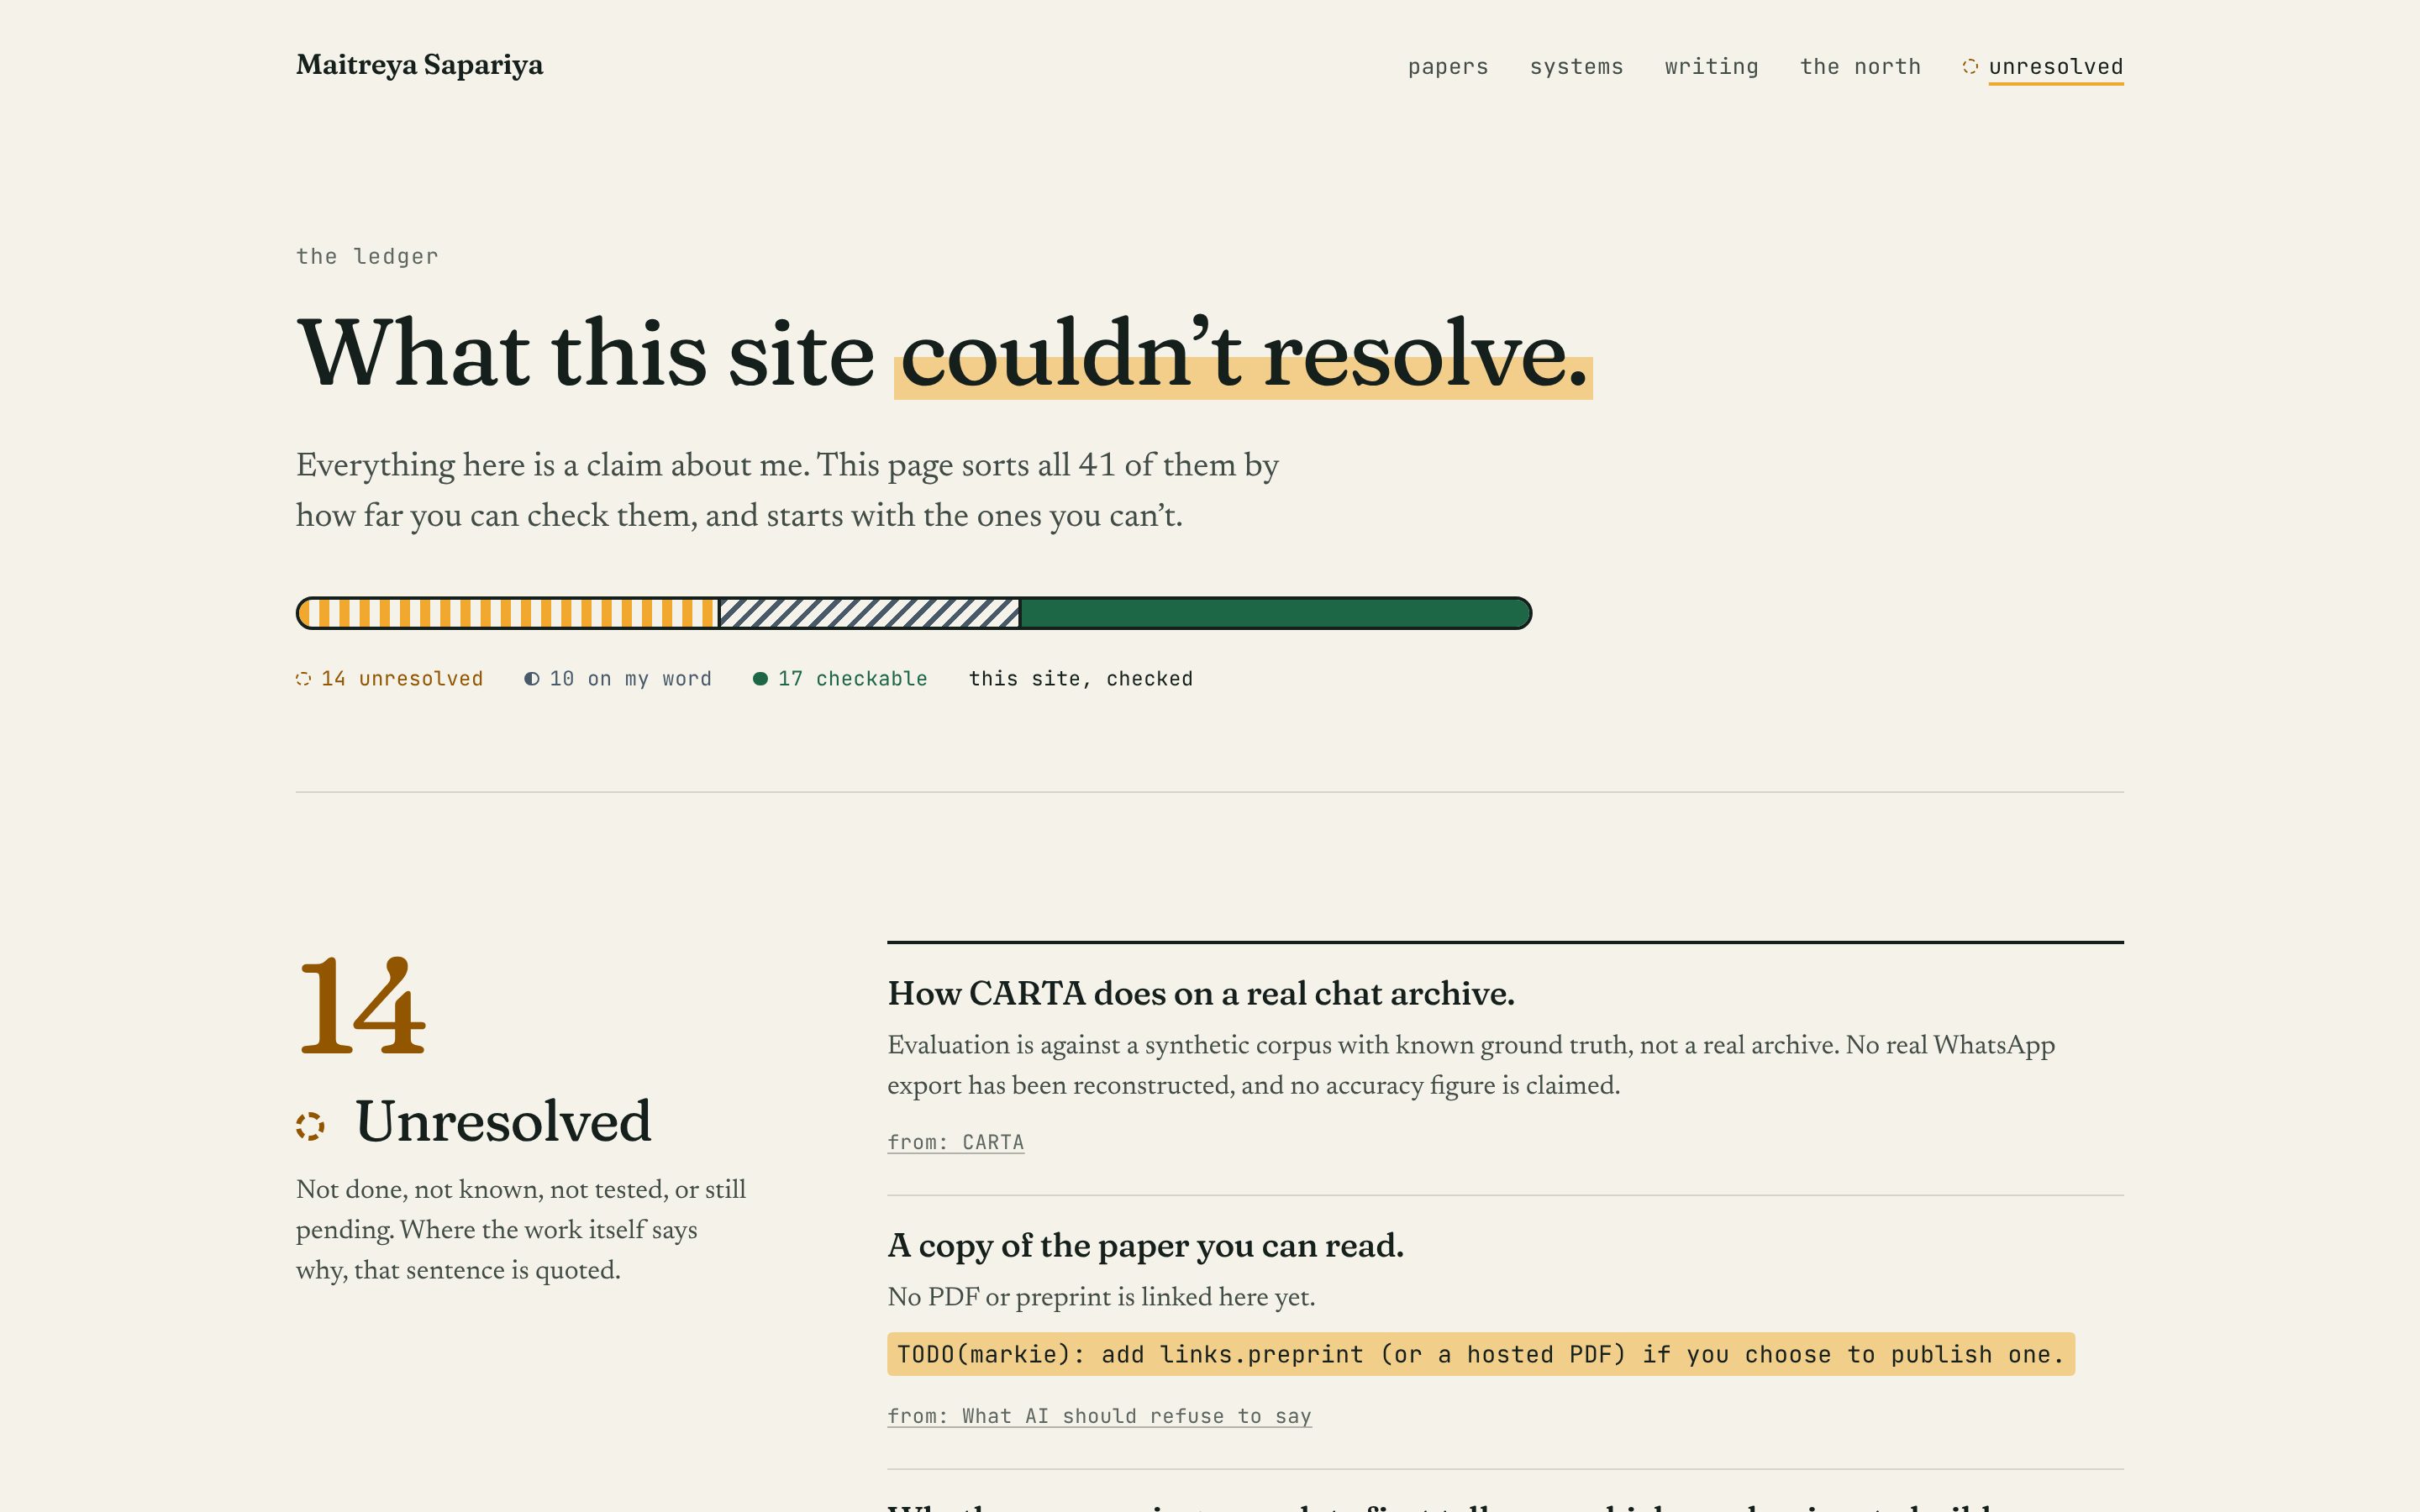 Maitreya Sapariya
papers systems writing the north unresolved
the ledger
What this site couldn’t resolve.
Everything here is a claim about me. This page sorts all 41 of them by
how far you can check them, and starts with the ones you can’t.
14 unresolved 10 on my word 17 checkable this site, checked
14
Unresolved
Not done, not known, not tested, or still
pending. Where the work itself says
why, that sentence is quoted.
How CARTA does on a real chat archive.
Evaluation is against a synthetic corpus with known ground truth, not a real archive. No real WhatsApp
export has been reconstructed, and no accuracy figure is claimed.
from: CARTA
A copy of the paper you can read.
No PDF or preprint is linked here yet.
TODO(markie): add links.preprint (or a hosted PDF) if you choose to publish one.
from: What AI should refuse to say